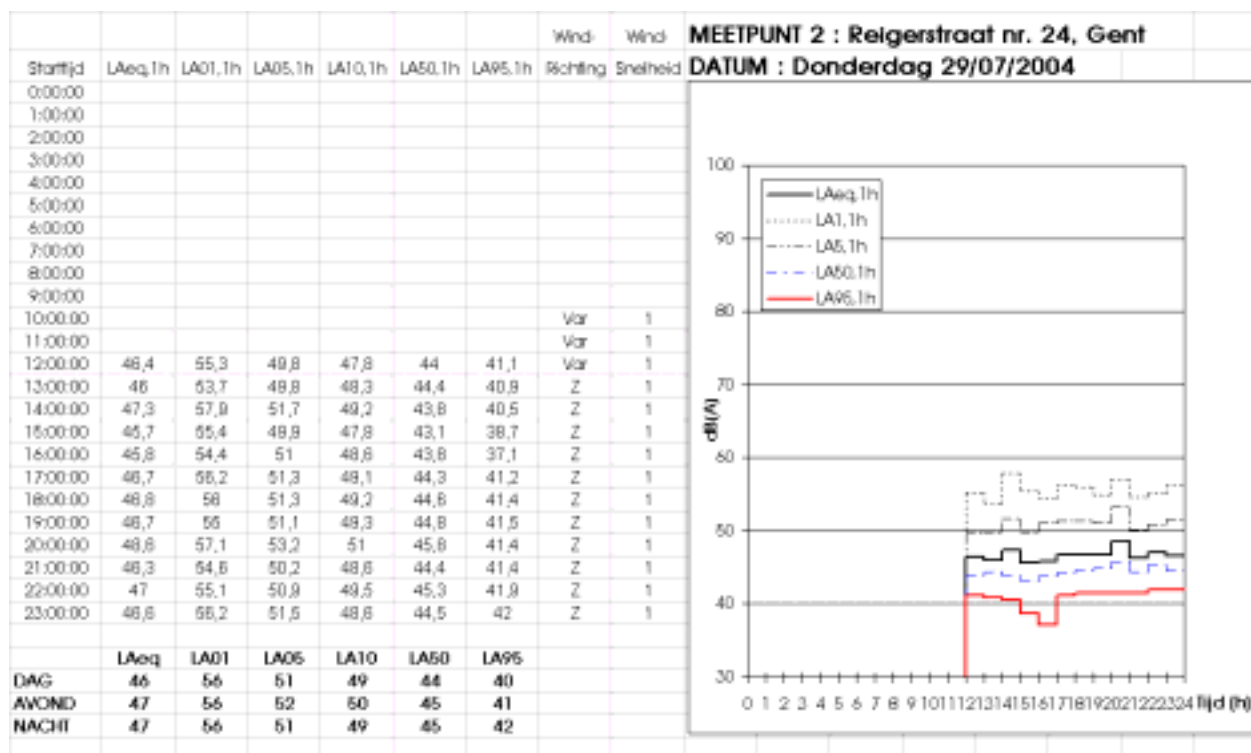 Wind- Wind- MEETPUNT 2 : Reigerstraat nr. 24, Gent
Starttijd LAeq,1h LA01,1h LA05,1h LA10,1h LA50,1h LA95,1h Richting Snelheid DATUM : Donderdag 29/07/2004
0:00:00
1:00:00
2:00:00
3:00:00
4:00:00
5:00:00
6:00:00
7:00:00
8:00:00
9:00:00
10:00:00 Var 1
11:00:00 Var 1
12:00:00 46,4 55,3 49,8 47,8 44 41,1 Var 1
13:00:00 46 53,7 49,8 48,3 44,4 40,9 Z 1
14:00:00 47,3 57,9 51,7 49,2 43,8 40,5 Z 1
15:00:00 45,7 55,4 49,9 47,8 43,1 38,7 Z 1
16:00:00 45,8 54,4 51 48,6 43,8 37,1 Z 1
17:00:00 46,7 56,2 51,3 49,1 44,3 41,2 Z 1
18:00:00 46,8 56 51,3 49,2 44,6 41,4 Z 1
19:00:00 46,7 55 51,1 49,3 44,8 41,5 Z 1
20:00:00 48,6 57,1 53,2 51 45,8 41,4 Z 1
21:00:00 46,3 54,6 50,2 48,6 44,4 41,4 Z 1
22:00:00 47 55,1 50,9 49,5 45,3 41,9 Z 1
23:00:00 46,6 56,2 51,5 48,6 44,5 42 Z 1
LAeq LA01 LA05 LA10 LA50 LA95
DAG 46 56 51 49 44 40
AVOND 47 56 52 50 45 41
NACHT 47 56 51 49 45 42
100
90
80
70
60
50
40
30
dB(A)
LAeq,1h
LA1,1h
LA5,1h
LA50,1h
LA95,1h
0 1 2 3 4 5 6 7 8 9 10 11 12 13 14 15 16 17 18 19 20 21 22 23 24 Tijd (h)